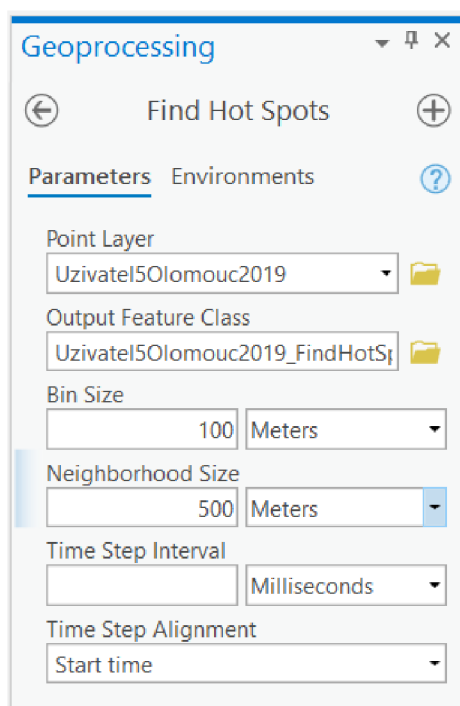 Geoprocessing
Find Hot Spots
Parameters Environments
Point Layer
Uzivatel5Olomouc2019
Output Feature Class
Uzivatel5Olomouc2019_FindHotSp
Bin Size
100 Meters
Neighborhood Size
500 Meters
Time Step Interval
Milliseconds
Time Step Alignment
Start time